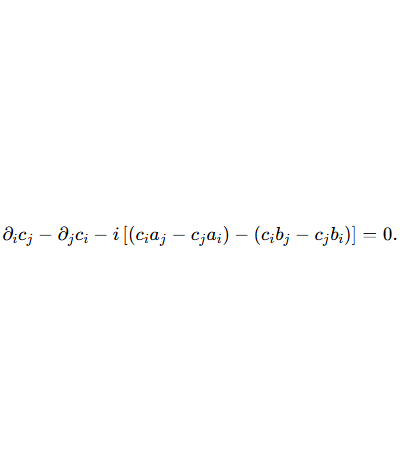 ∂ᵢcⱼ − ∂ⱼcᵢ − i [(cᵢaⱼ − cⱼaᵢ) − (cᵢbⱼ − cⱼbᵢ)] = 0.